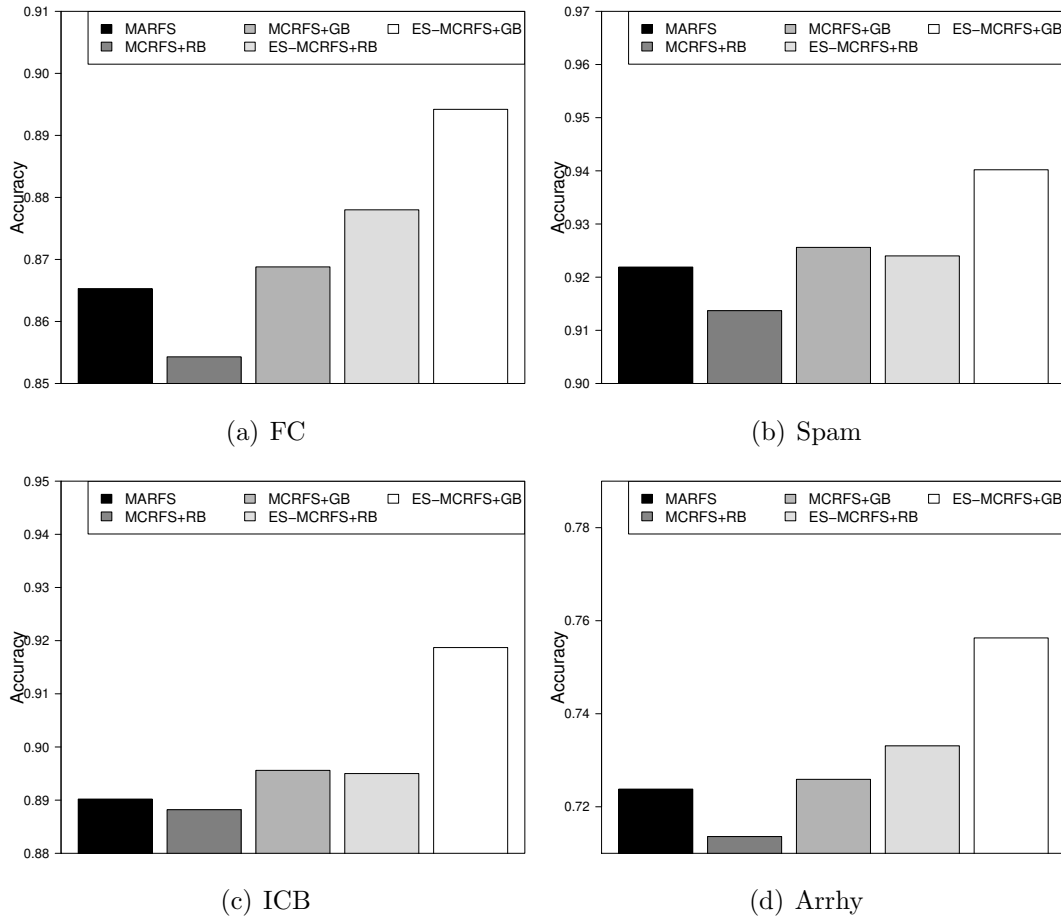 0.91
0.90
0.89
0.88
0.87
0.86
0.85
Accuracy
MARFS MCRFS+GB ES−MCRFS+GB
MCRFS+RB ES−MCRFS+RB
(a) FC
0.97
0.96
0.95
0.94
0.93
0.92
0.91
0.90
Accuracy
MARFS MCRFS+GB ES−MCRFS+GB
MCRFS+RB ES−MCRFS+RB
(b) Spam
0.95
0.94
0.93
0.92
0.91
0.90
0.89
0.88
Accuracy
MARFS MCRFS+GB ES−MCRFS+GB
MCRFS+RB ES−MCRFS+RB
(c) ICB
0.78
0.76
0.74
0.72
Accuracy
MARFS MCRFS+GB ES−MCRFS+GB
MCRFS+RB ES−MCRFS+RB
(d) Arrhy